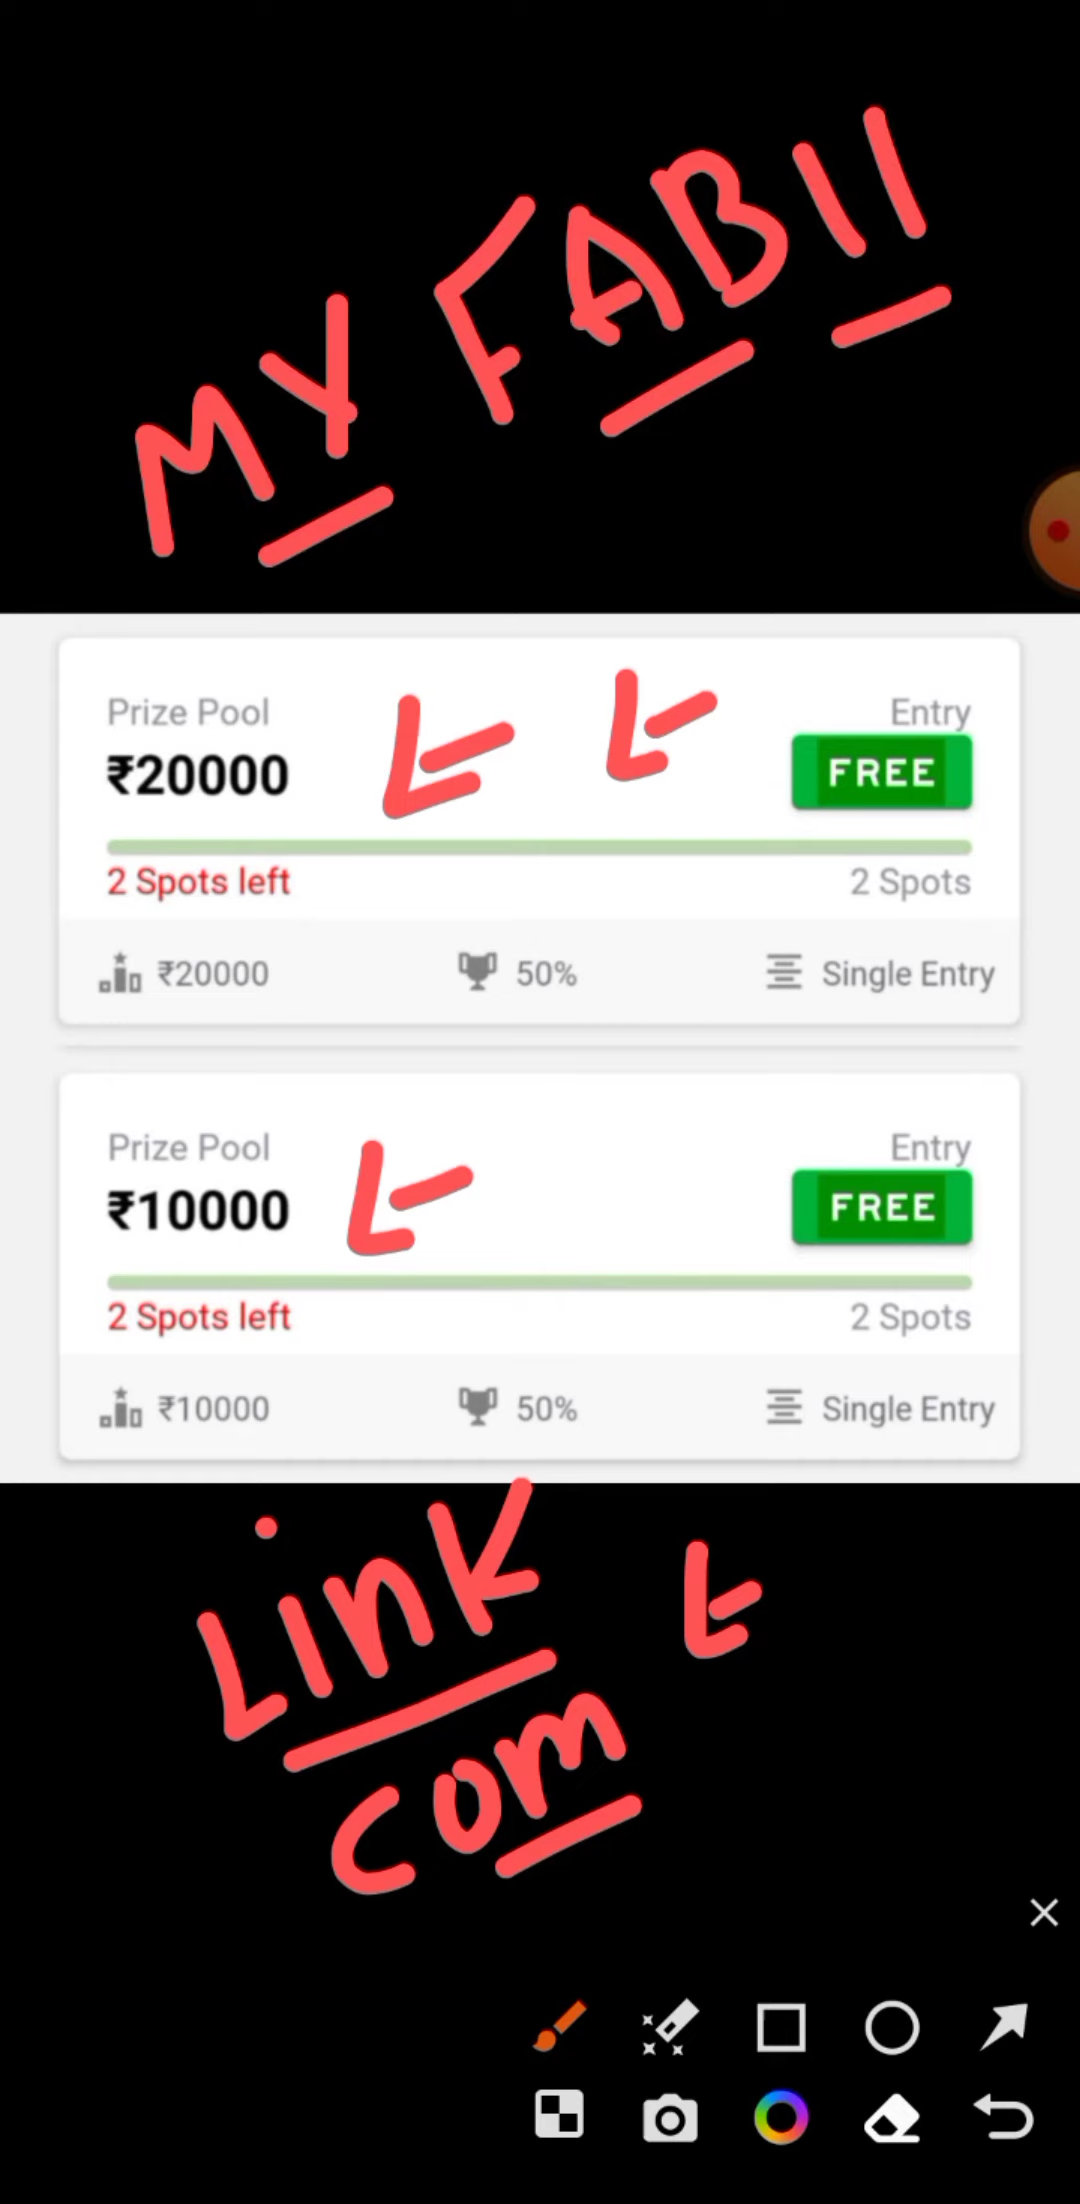 MY FAB11
Prize Pool
Entry
₹20000
FREE
2 Spots left
2 Spots
₹20000
50%
Single Entry
Prize Pool
Entry
₹10000
FREE
2 Spots left
2 Spots
₹10000
50%
Single Entry
Link
com